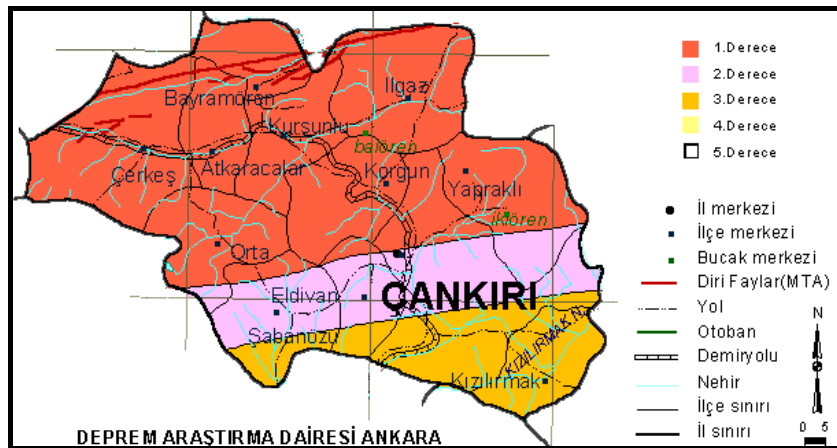 1.Derece
2.Derece
3.Derece
4.Derece
5.Derece
Ilgaz
Bayramören
Kurşunlu
balören
Çerkeş
Atkaracalar
Korgun
Yapraklı
ikiören
Orta
ÇANKIRI
Eldivan
Şabanözü
KIZILIRMAK N.
Kızılırmak
İl merkezi
İlçe merkezi
Bucak merkezi
Diri Faylar(MTA)
Yol
Otoban
Demiryolu
Nehir
İlçe sınırı
İl sınırı
N
0 5
DEPREM ARAŞTIRMA DAİRESİ ANKARA